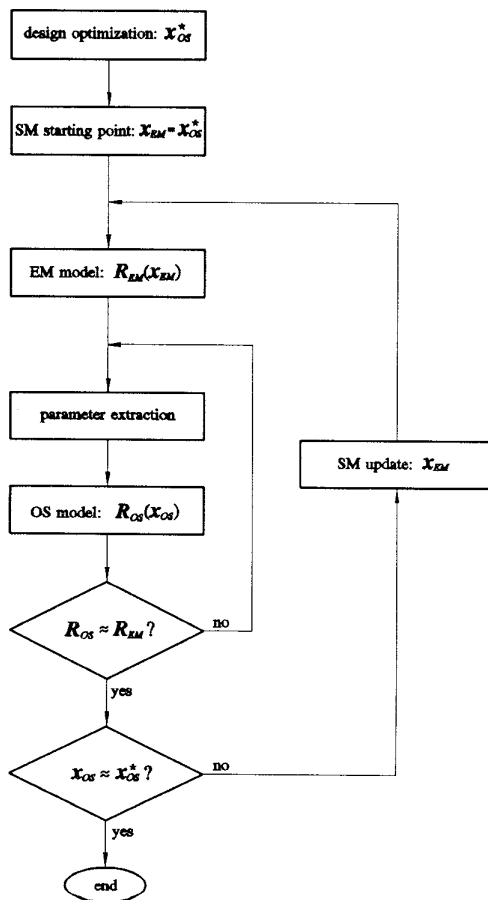 design optimization: x*OS
SM starting point: xEM = x*OS
EM model: REM(xEM)
parameter extraction
OS model: ROS(xOS)
SM update: xEM
ROS ≈ REM?
no
yes
xOS ≈ x*OS?
no
yes
end